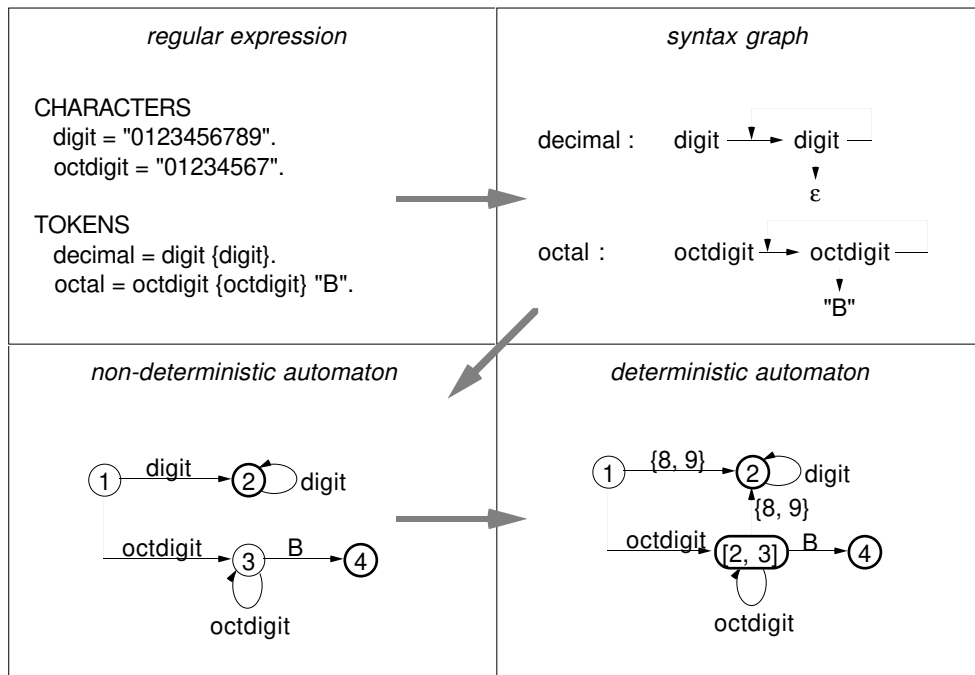 regular expression
CHARACTERS
digit = "0123456789".
octdigit = "01234567".
TOKENS
decimal = digit {digit}.
octal = octdigit {octdigit} "B".
syntax graph
decimal : digit digit
ε
octal : octdigit octdigit
"B"
non-deterministic automaton
digit
1 2 digit
octdigit B
3 4
octdigit
deterministic automaton
{8, 9}
1 2 digit
{8, 9}
octdigit B
[2, 3] 4
octdigit